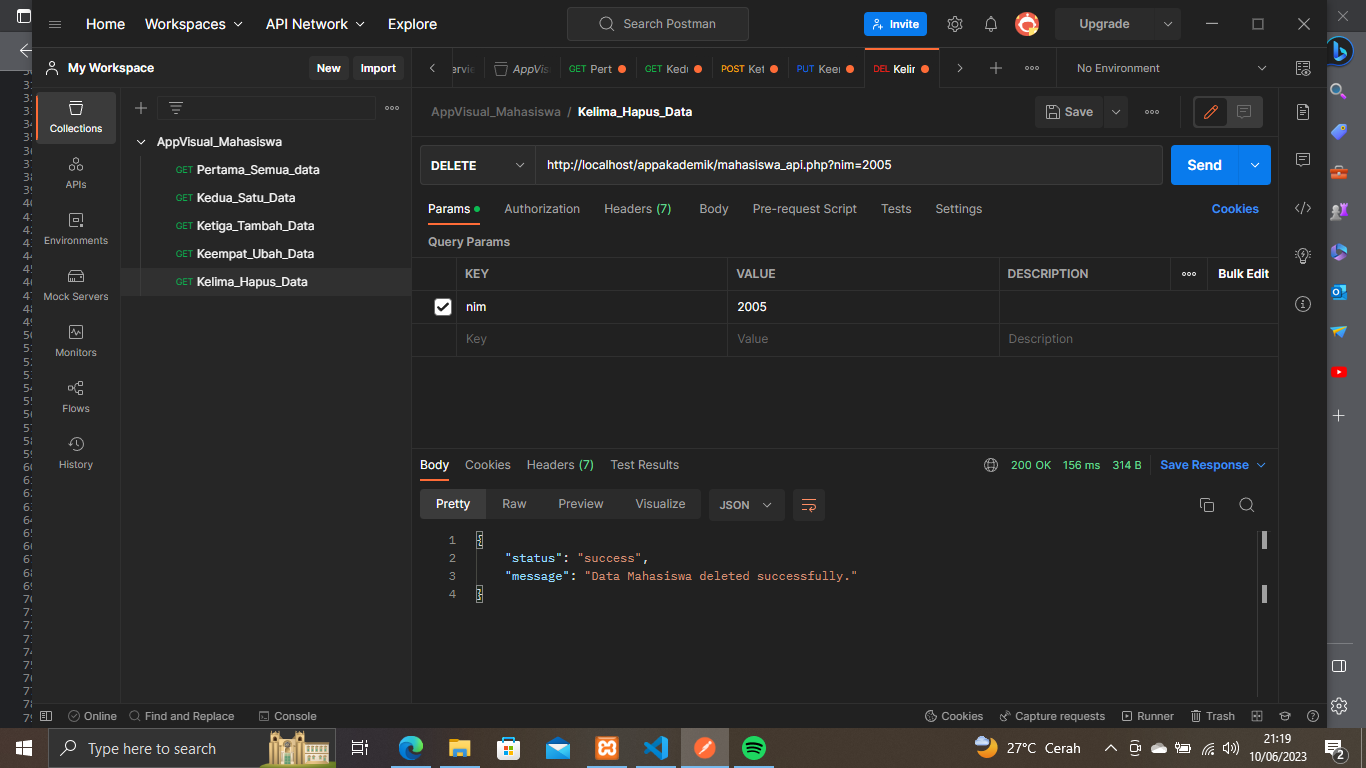 Home
Workspaces
API Network
Explore
Search Postman
Invite
Upgrade
My Workspace
New
Import
ervie
AppVis
GET Pert
GET Kedu
POST Ket
PUT Keer
DEL Kelir
No Environment
Collections
APIs
Environments
Mock Servers
Monitors
Flows
History
AppVisual_Mahasiswa
GET Pertama_Semua_data
GET Kedua_Satu_Data
GET Ketiga_Tambah_Data
GET Keempat_Ubah_Data
GET Kelima_Hapus_Data
AppVisual_Mahasiswa / Kelima_Hapus_Data
Save
DELETE
http://localhost/appakademik/mahasiswa_api.php?nim=2005
Send
Params
Authorization
Headers (7)
Body
Pre-request Script
Tests
Settings
Cookies
Query Params
KEY
VALUE
DESCRIPTION
Bulk Edit
nim
2005
Key
Value
Description
Body
Cookies
Headers (7)
Test Results
200 OK
156 ms
314 B
Save Response
Pretty
Raw
Preview
Visualize
JSON
1 {
2 "status": "success",
3 "message": "Data Mahasiswa deleted successfully."
4 }
Online
Find and Replace
Console
Cookies
Capture requests
Runner
Trash
Type here to search
27°C Cerah
21:19
10/06/2023
2